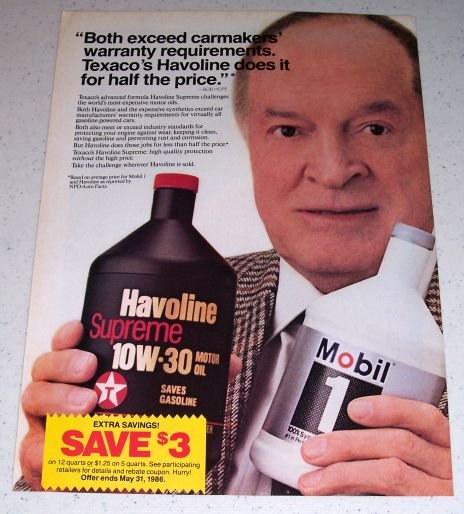 “Both exceed carmakers’
warranty requirements.
Texaco’s Havoline does it
for half the price.”*
—BOB HOPE
Texaco's advanced formula Havoline Supreme challenges
the world's most expensive motor oils.
Both Havoline and the expensive synthetics exceed car
manufacturers' warranty requirements for virtually all
gasoline-powered cars.
Both also meet or exceed industry standards for
protecting your engine against wear, keeping it clean,
saving gasoline and preventing rust and corrosion.
But Havoline does those jobs for less than half the price.*
Texaco's Havoline Supreme: high-quality protection
without the high price.
Take the challenge wherever Havoline is sold.
*Based on average price for Mobil 1
and Havoline as reported by
NPD Auto Facts.
Havoline
Supreme
10W-30 MOTOR
OIL
T
SAVES
GASOLINE
Mobil
1
100% Syn
EXTRA SAVINGS!
SAVE $3
on 12 quarts or $1.25 on 5 quarts. See participating
retailers for details and rebate coupon. Hurry!
Offer ends May 31, 1986.